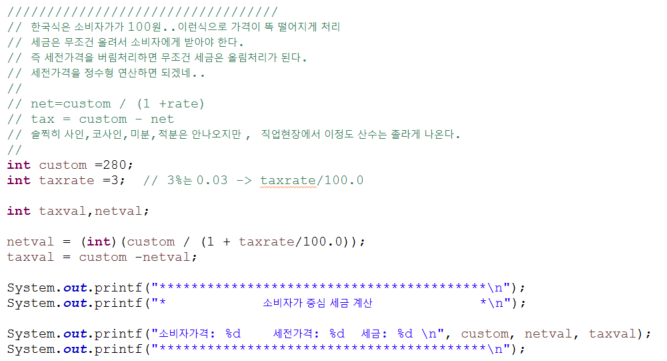 //////////////////////////////////
// 한국식은 소비자가가 100원..이런식으로 가격이 똑 떨어지게 처리
// 세금은 무조건 올려서 소비자에게 받아야 한다.
// 즉 세전가격을 버림처리하면 무조건 세금은 올림처리가 된다.
// 세전가격을 정수형 연산하면 되겠네..
//
// net=custom / (1 +rate)
// tax = custom - net
// 솔찍히 사인,코사인,미분,적분은 안나오지만 , 직업현장에서 이정도 산수는 졸라게 나온다.
//
int custom =280;
int taxrate =3;  // 3%는 0.03 -> taxrate/100.0
int taxval,netval;
netval = (int)(custom / (1 + taxrate/100.0));
taxval = custom -netval;
System.out.printf("*****************************************\n");
System.out.printf("*            소비자가 중심 세금 계산            *\n");
System.out.printf("소비자가격: %d    세전가격: %d  세금: %d \n", custom, netval, taxval);
System.out.printf("*****************************************\n");